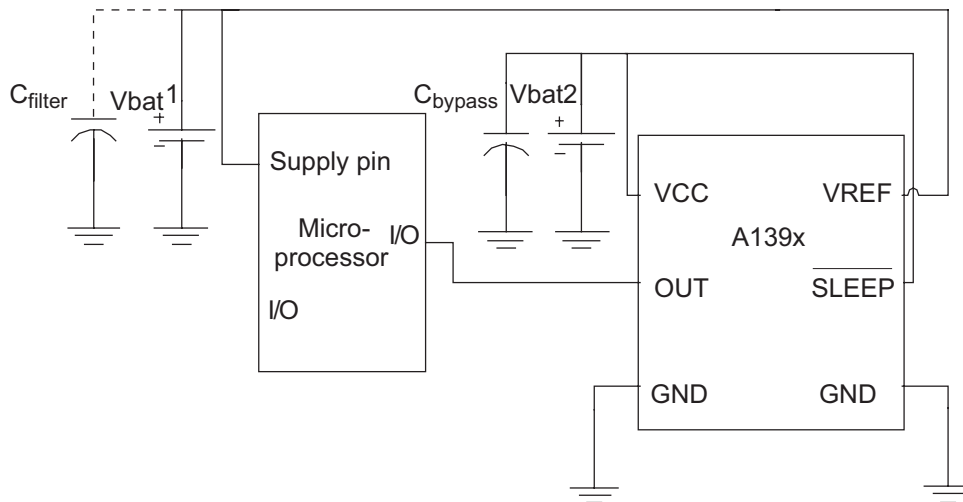 Cfilter
Vbat1
+
-
Supply pin
Micro-
processor
I/O
I/O
Cbypass
Vbat2
+
-
VCC
VREF
A139x
OUT
SLEEP
GND
GND